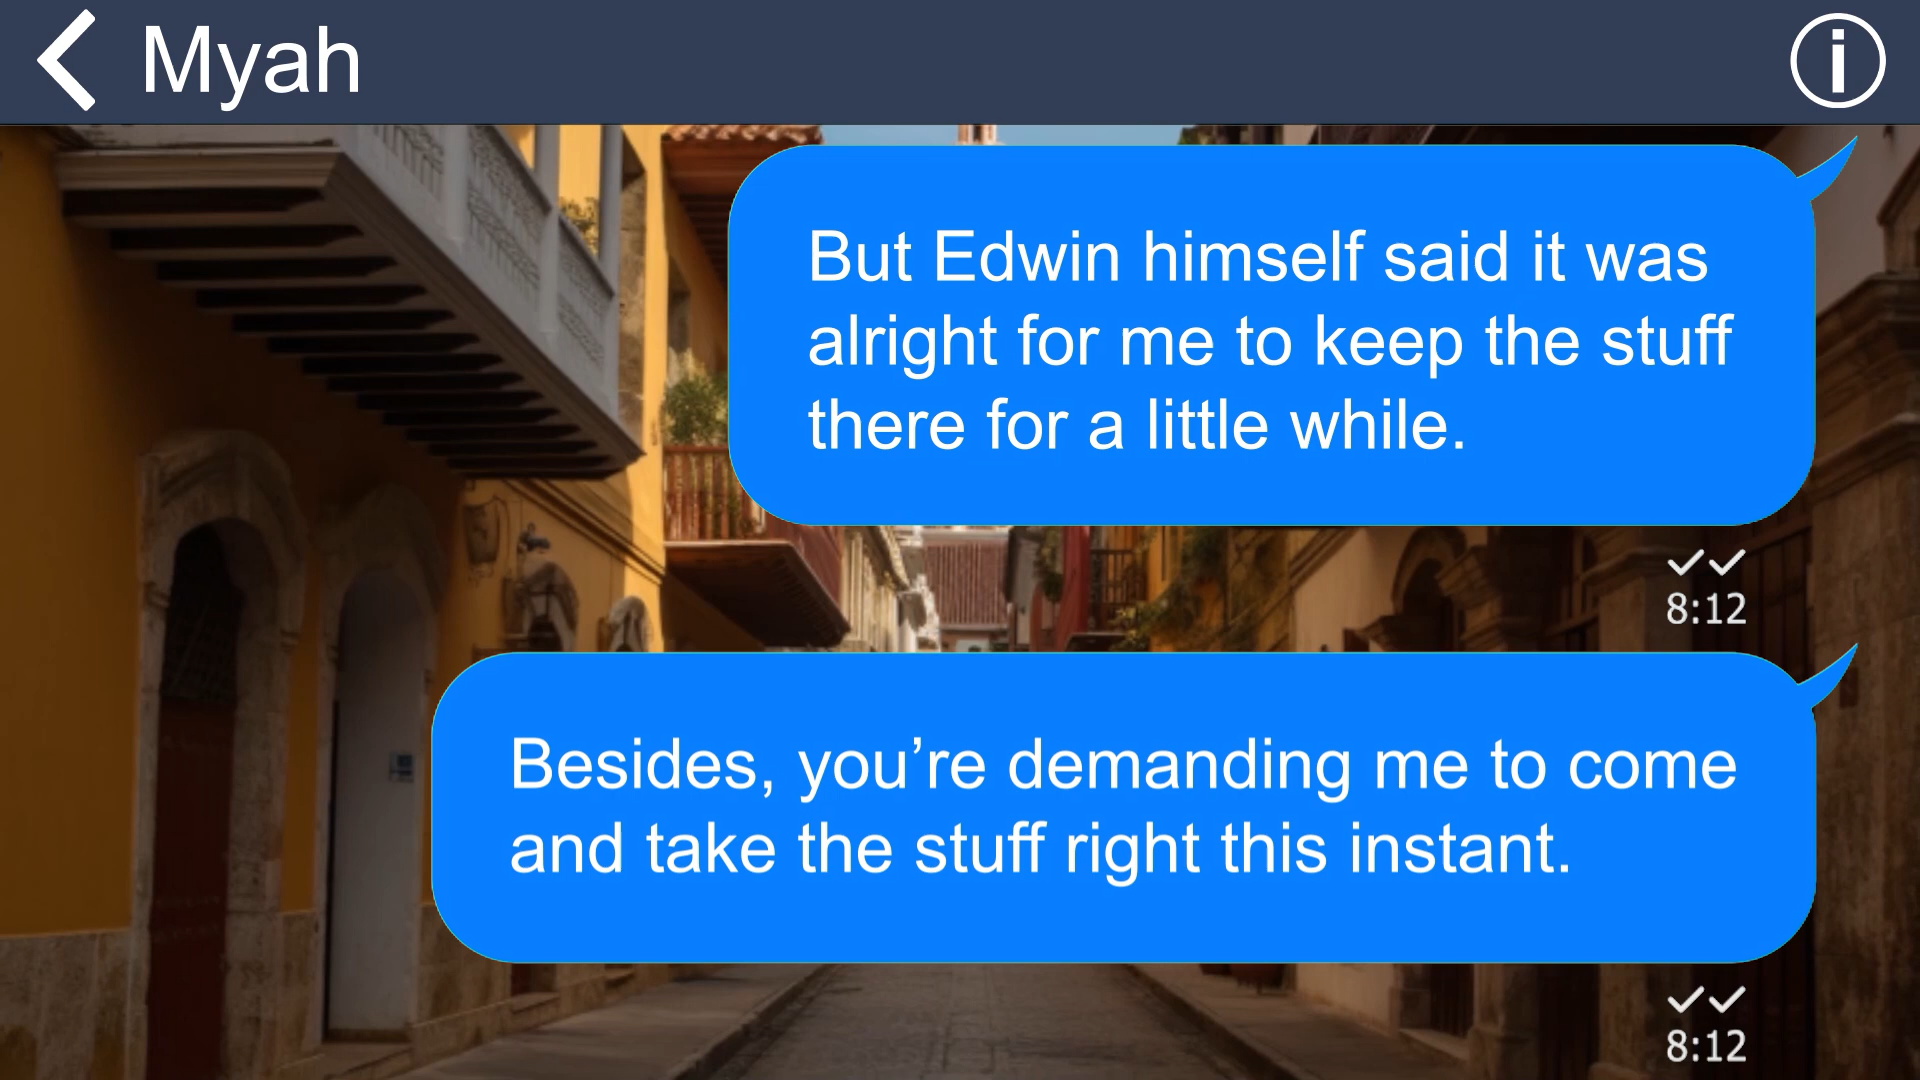 Myah
But Edwin himself said it was
alright for me to keep the stuff
there for a little while.
8:12
Besides, you’re demanding me to come
and take the stuff right this instant.
8:12